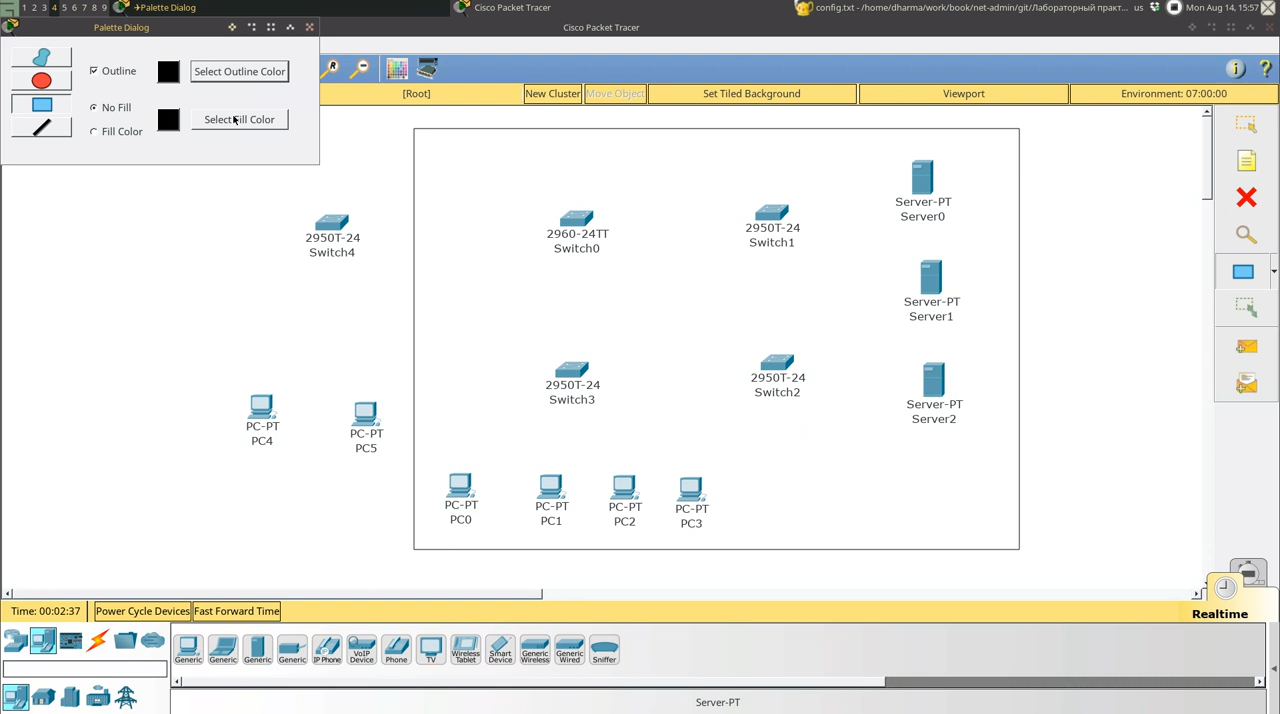 1 2 3 4 5 6 7 8 9
✈Palette Dialog
Cisco Packet Tracer
config.txt - /home/dharma/work/book/net-admin/git/Лабораторный практ...
us
Mon Aug 14, 15:57
Palette Dialog
Cisco Packet Tracer
Outline
Select Outline Color
No Fill
Fill Color
Select Fill Color
[Root]
New Cluster
Move Object
Set Tiled Background
Viewport
Environment: 07:00:00
2950T-24
Switch4
2960-24TT
Switch0
2950T-24
Switch1
Server-PT
Server0
Server-PT
Server1
2950T-24
Switch3
2950T-24
Switch2
Server-PT
Server2
PC-PT
PC4
PC-PT
PC5
PC-PT
PC0
PC-PT
PC1
PC-PT
PC2
PC-PT
PC3
Time: 00:02:37
Power Cycle Devices
Fast Forward Time
Realtime
Generic
Generic
Generic
Generic
IP Phone
VoIP
Device
Phone
TV
Wireless
Tablet
Smart
Device
Generic
Wireless
Generic
Wired
Sniffer
Server-PT